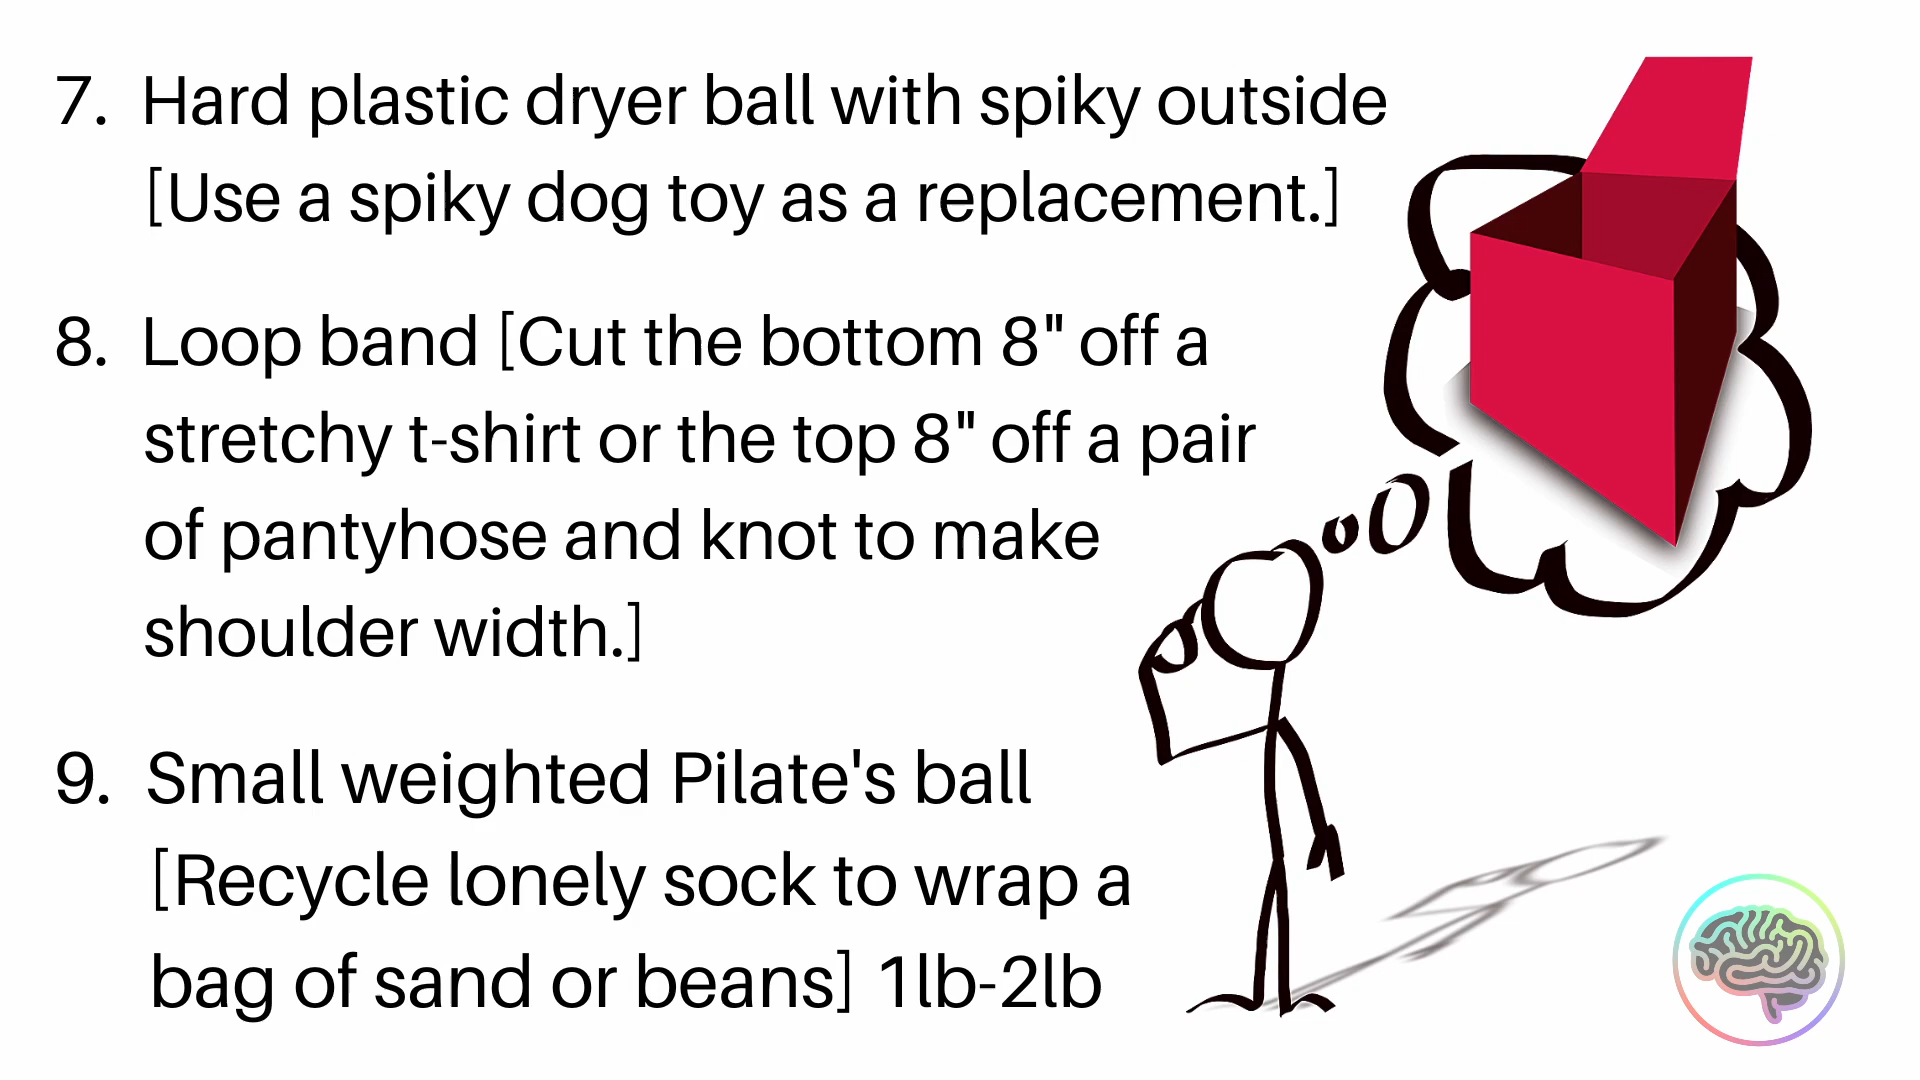 7. Hard plastic dryer ball with spiky outside
[Use a spiky dog toy as a replacement.]
8. Loop band [Cut the bottom 8" off a
stretchy t-shirt or the top 8" off a pair
of pantyhose and knot to make
shoulder width.]
9. Small weighted Pilate's ball
[Recycle lonely sock to wrap a
bag of sand or beans] 1lb-2lb